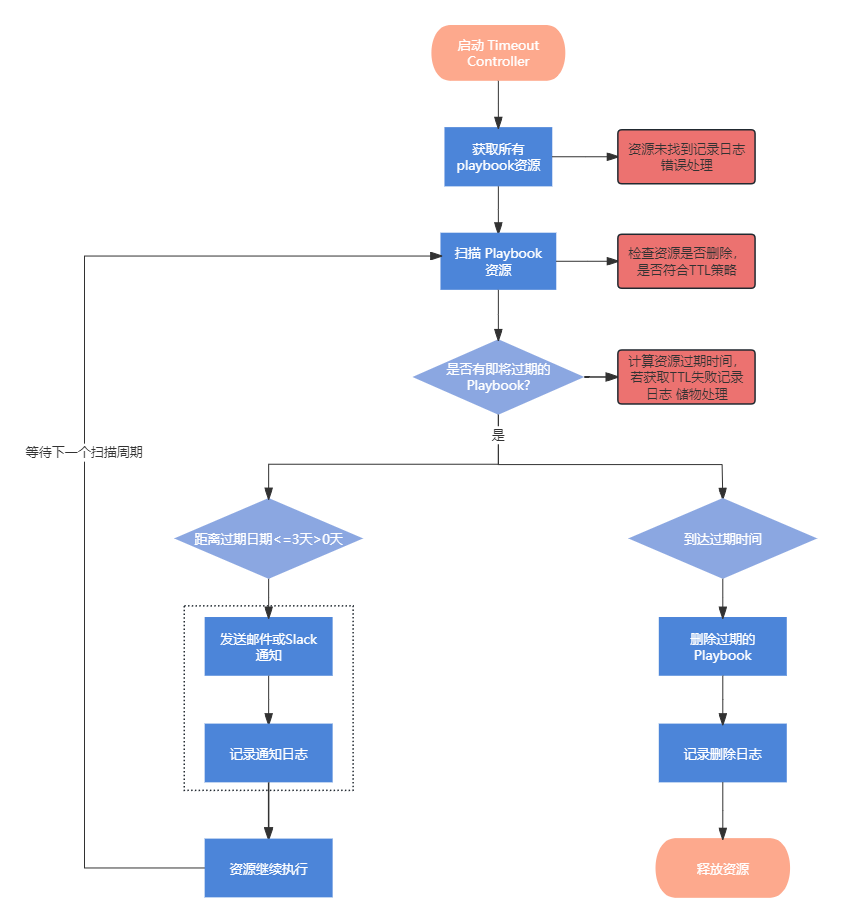 启动 Timeout
Controller
获取所有
playbook资源
资源未找到记录日志
错误处理
扫描 Playbook
资源
检查资源是否删除，
是否符合TTL策略
是否有即将过期的
Playbook?
计算资源过期时间，
若获取TTL失败记录
日志 储物处理
是
等待下一个扫描周期
距离过期日期<=3天>0天
到达过期时间
发送邮件或Slack
通知
删除过期的
Playbook
记录通知日志
记录删除日志
资源继续执行
释放资源